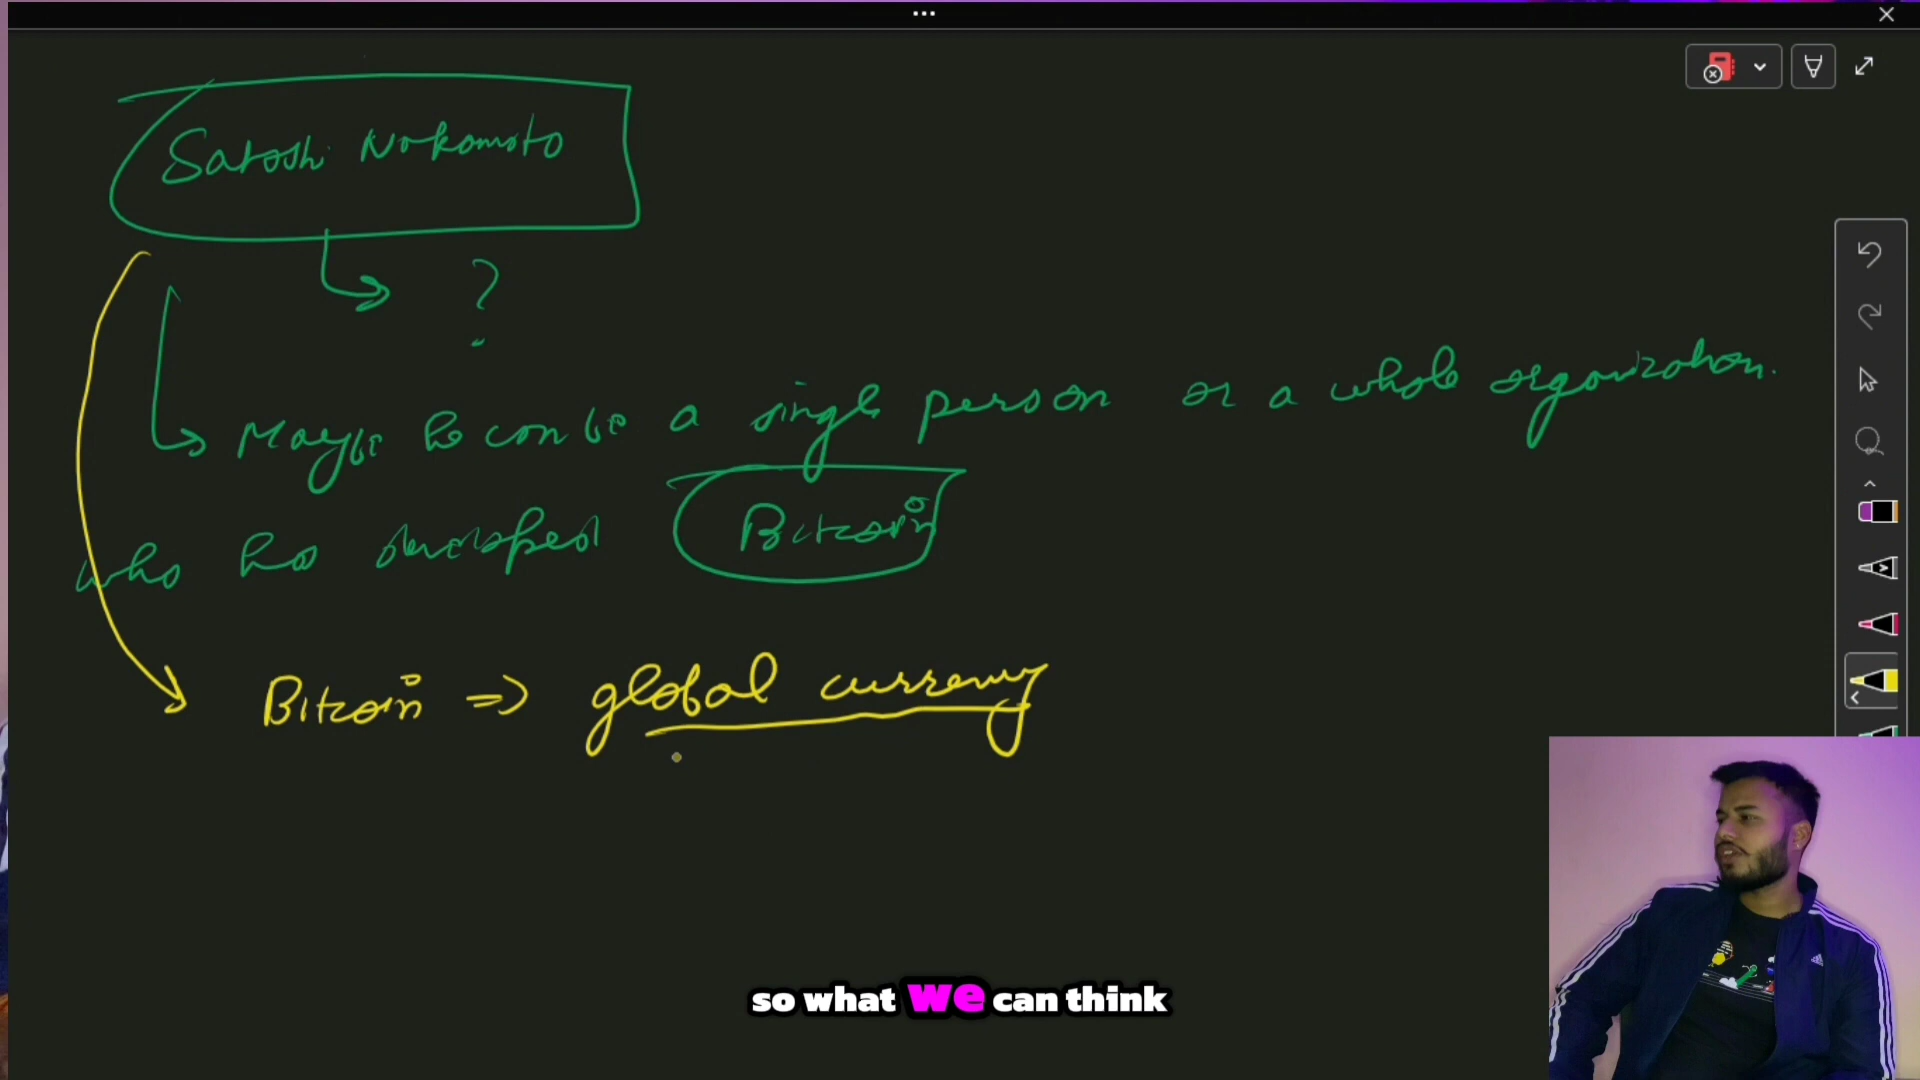 Satoshi Nakamoto
?
Maybe he can be a single person or a whole organization.
who has developed Bitcoin
Bitcoin => global currency
so what we can think